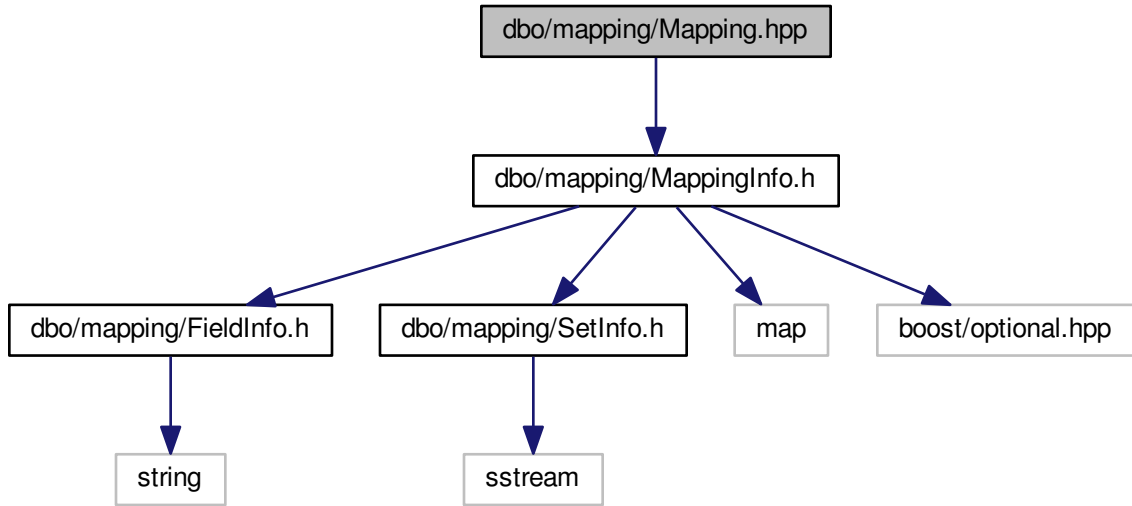 dbo/mapping/Mapping.hpp
dbo/mapping/MappingInfo.h
dbo/mapping/FieldInfo.h
dbo/mapping/SetInfo.h
map
boost/optional.hpp
string
sstream